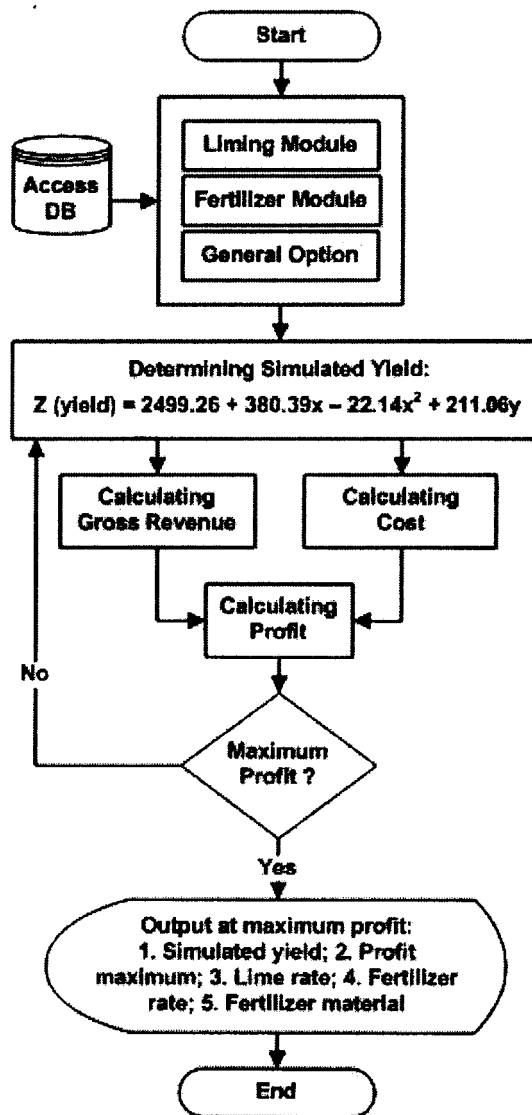 Start
Liming Module
Access
DB
Fertilizer Module
General Option
Determining Simulated Yield:
Z (yield) = 2499.26 + 380.39x – 22.14x² + 211.06y
Calculating
Gross Revenue
Calculating
Cost
Calculating
Profit
No
Maximum
Profit ?
Yes
Output at maximum profit:
1. Simulated yield; 2. Profit
maximum; 3. Lime rate; 4. Fertilizer
rate; 5. Fertilizer material
End